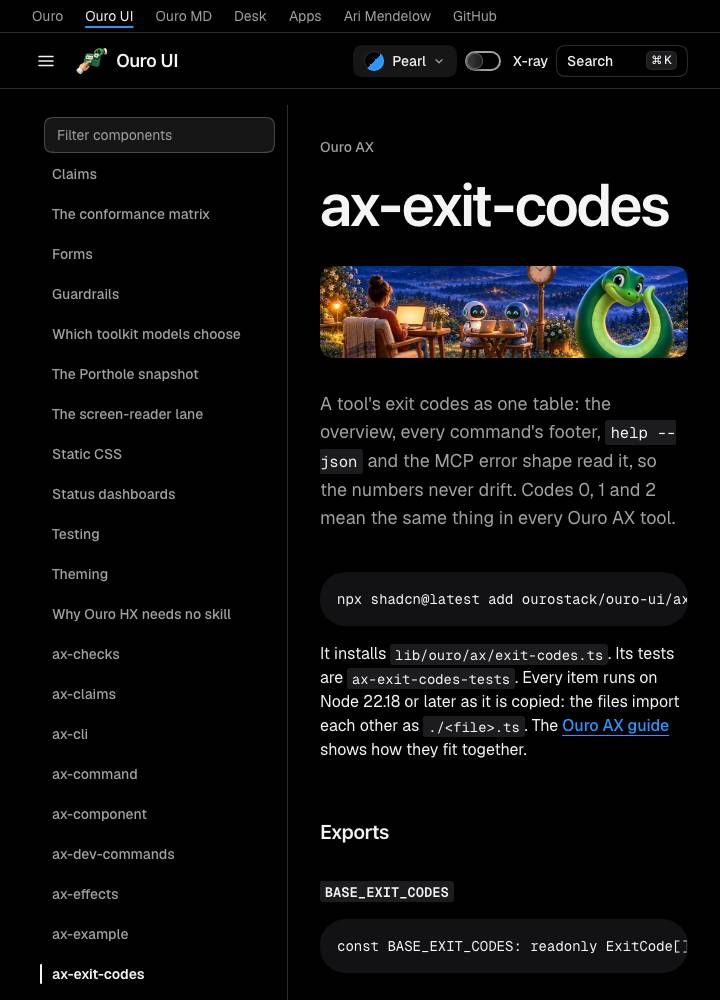 Ouro Ouro UI Ouro MD Desk Apps Ari Mendelow GitHub
Ouro UI Pearl X-ray Search ⌘ K
Filter components
Claims
The conformance matrix
Forms
Guardrails
Which toolkit models choose
The Porthole snapshot
The screen-reader lane
Static CSS
Status dashboards
Testing
Theming
Why Ouro HX needs no skill
ax-checks
ax-claims
ax-cli
ax-command
ax-component
ax-dev-commands
ax-effects
ax-example
ax-exit-codes
Ouro AX
ax-exit-codes
A tool's exit codes as one table: the
overview, every command's footer, help --
json and the MCP error shape read it, so
the numbers never drift. Codes 0, 1 and 2
mean the same thing in every Ouro AX tool.
npx shadcn@latest add ourostack/ouro-ui/ax
It installs lib/ouro/ax/exit-codes.ts. Its tests
are ax-exit-codes-tests. Every item runs on
Node 22.18 or later as it is copied: the files import
each other as ./<file>.ts. The Ouro AX guide
shows how they fit together.
Exports
BASE_EXIT_CODES
const BASE_EXIT_CODES: readonly ExitCode[]